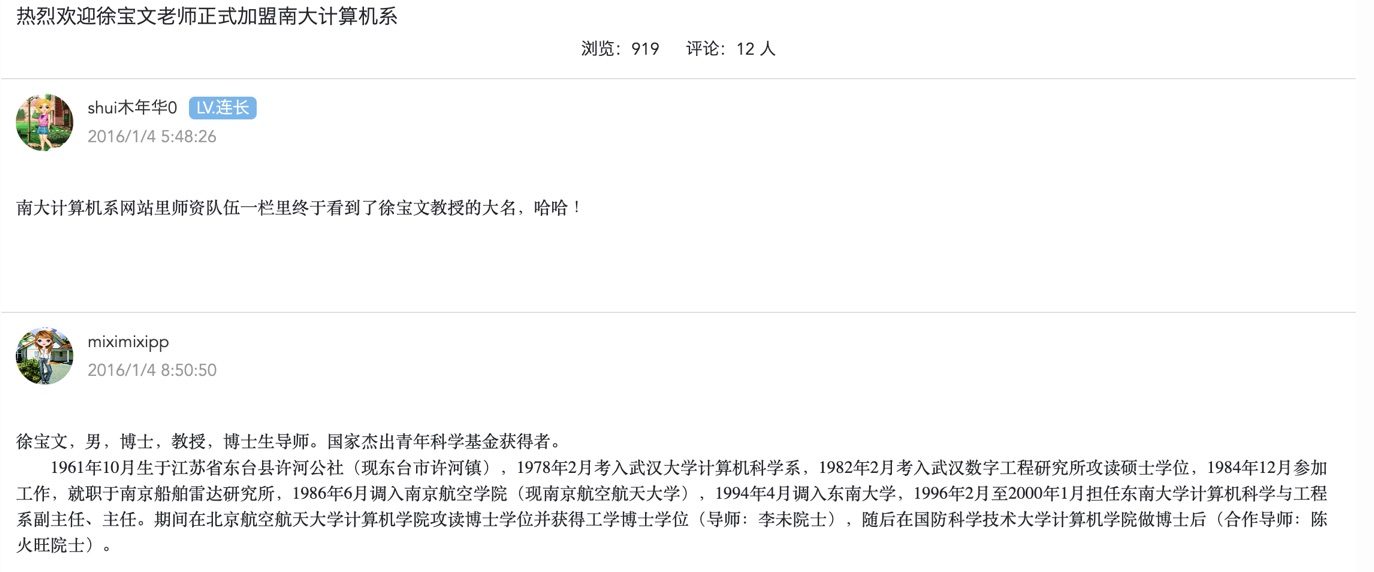 热烈欢迎徐宝文老师正式加盟南大计算机系
浏览：919 评论：12 人
shui木年华0 LV.连长
2016/1/4 5:48:26
南大计算机系网站里师资队伍一栏里终于看到了徐宝文教授的大名，哈哈！
miximixipp
2016/1/4 8:50:50
徐宝文，男，博士，教授，博士生导师。国家杰出青年科学基金获得者。
1961年10月生于江苏省东台县许河公社（现东台市许河镇），1978年2月考入武汉大学计算机科学系，1982年2月考入武汉数字工程研究所攻读硕士学位，1984年12月参加
工作，就职于南京船舶雷达研究所，1986年6月调入南京航空学院（现南京航空航天大学），1994年4月调入东南大学，1996年2月至2000年1月担任东南大学计算机科学与工程
系副主任、主任。期间在北京航空航天大学计算机学院攻读博士学位并获得工学博士学位（导师：李未院士），随后在国防科学技术大学计算机学院做博士后（合作导师：陈
火旺院士）。